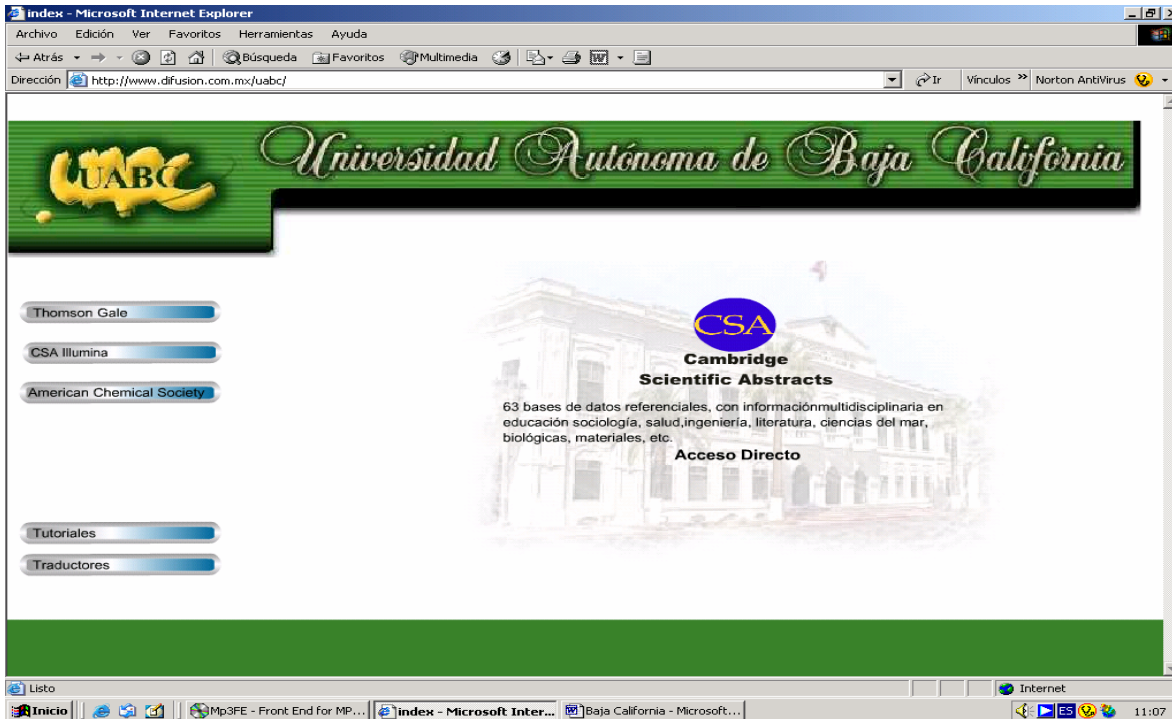 index - Microsoft Internet Explorer
Archivo Edición Ver Favoritos Herramientas Ayuda
Atrás Búsqueda Favoritos Multimedia
Dirección http://www.difusion.com.mx/uabc/ Ir Vínculos » Norton AntiVirus
UABC
Universidad Autónoma de Baja California
Thomson Gale
CSA Illumina
American Chemical Society
CSA
Cambridge
Scientific Abstracts
63 bases de datos referenciales, con informaciónmultidisciplinaria en
educación sociología, salud,ingeniería, literatura, ciencias del mar,
biológicas, materiales, etc.
Acceso Directo
Tutoriales
Traductores
Listo Internet
Inicio Mp3FE - Front End for MP... index - Microsoft Inter... Baja California - Microsoft... ES 11:07